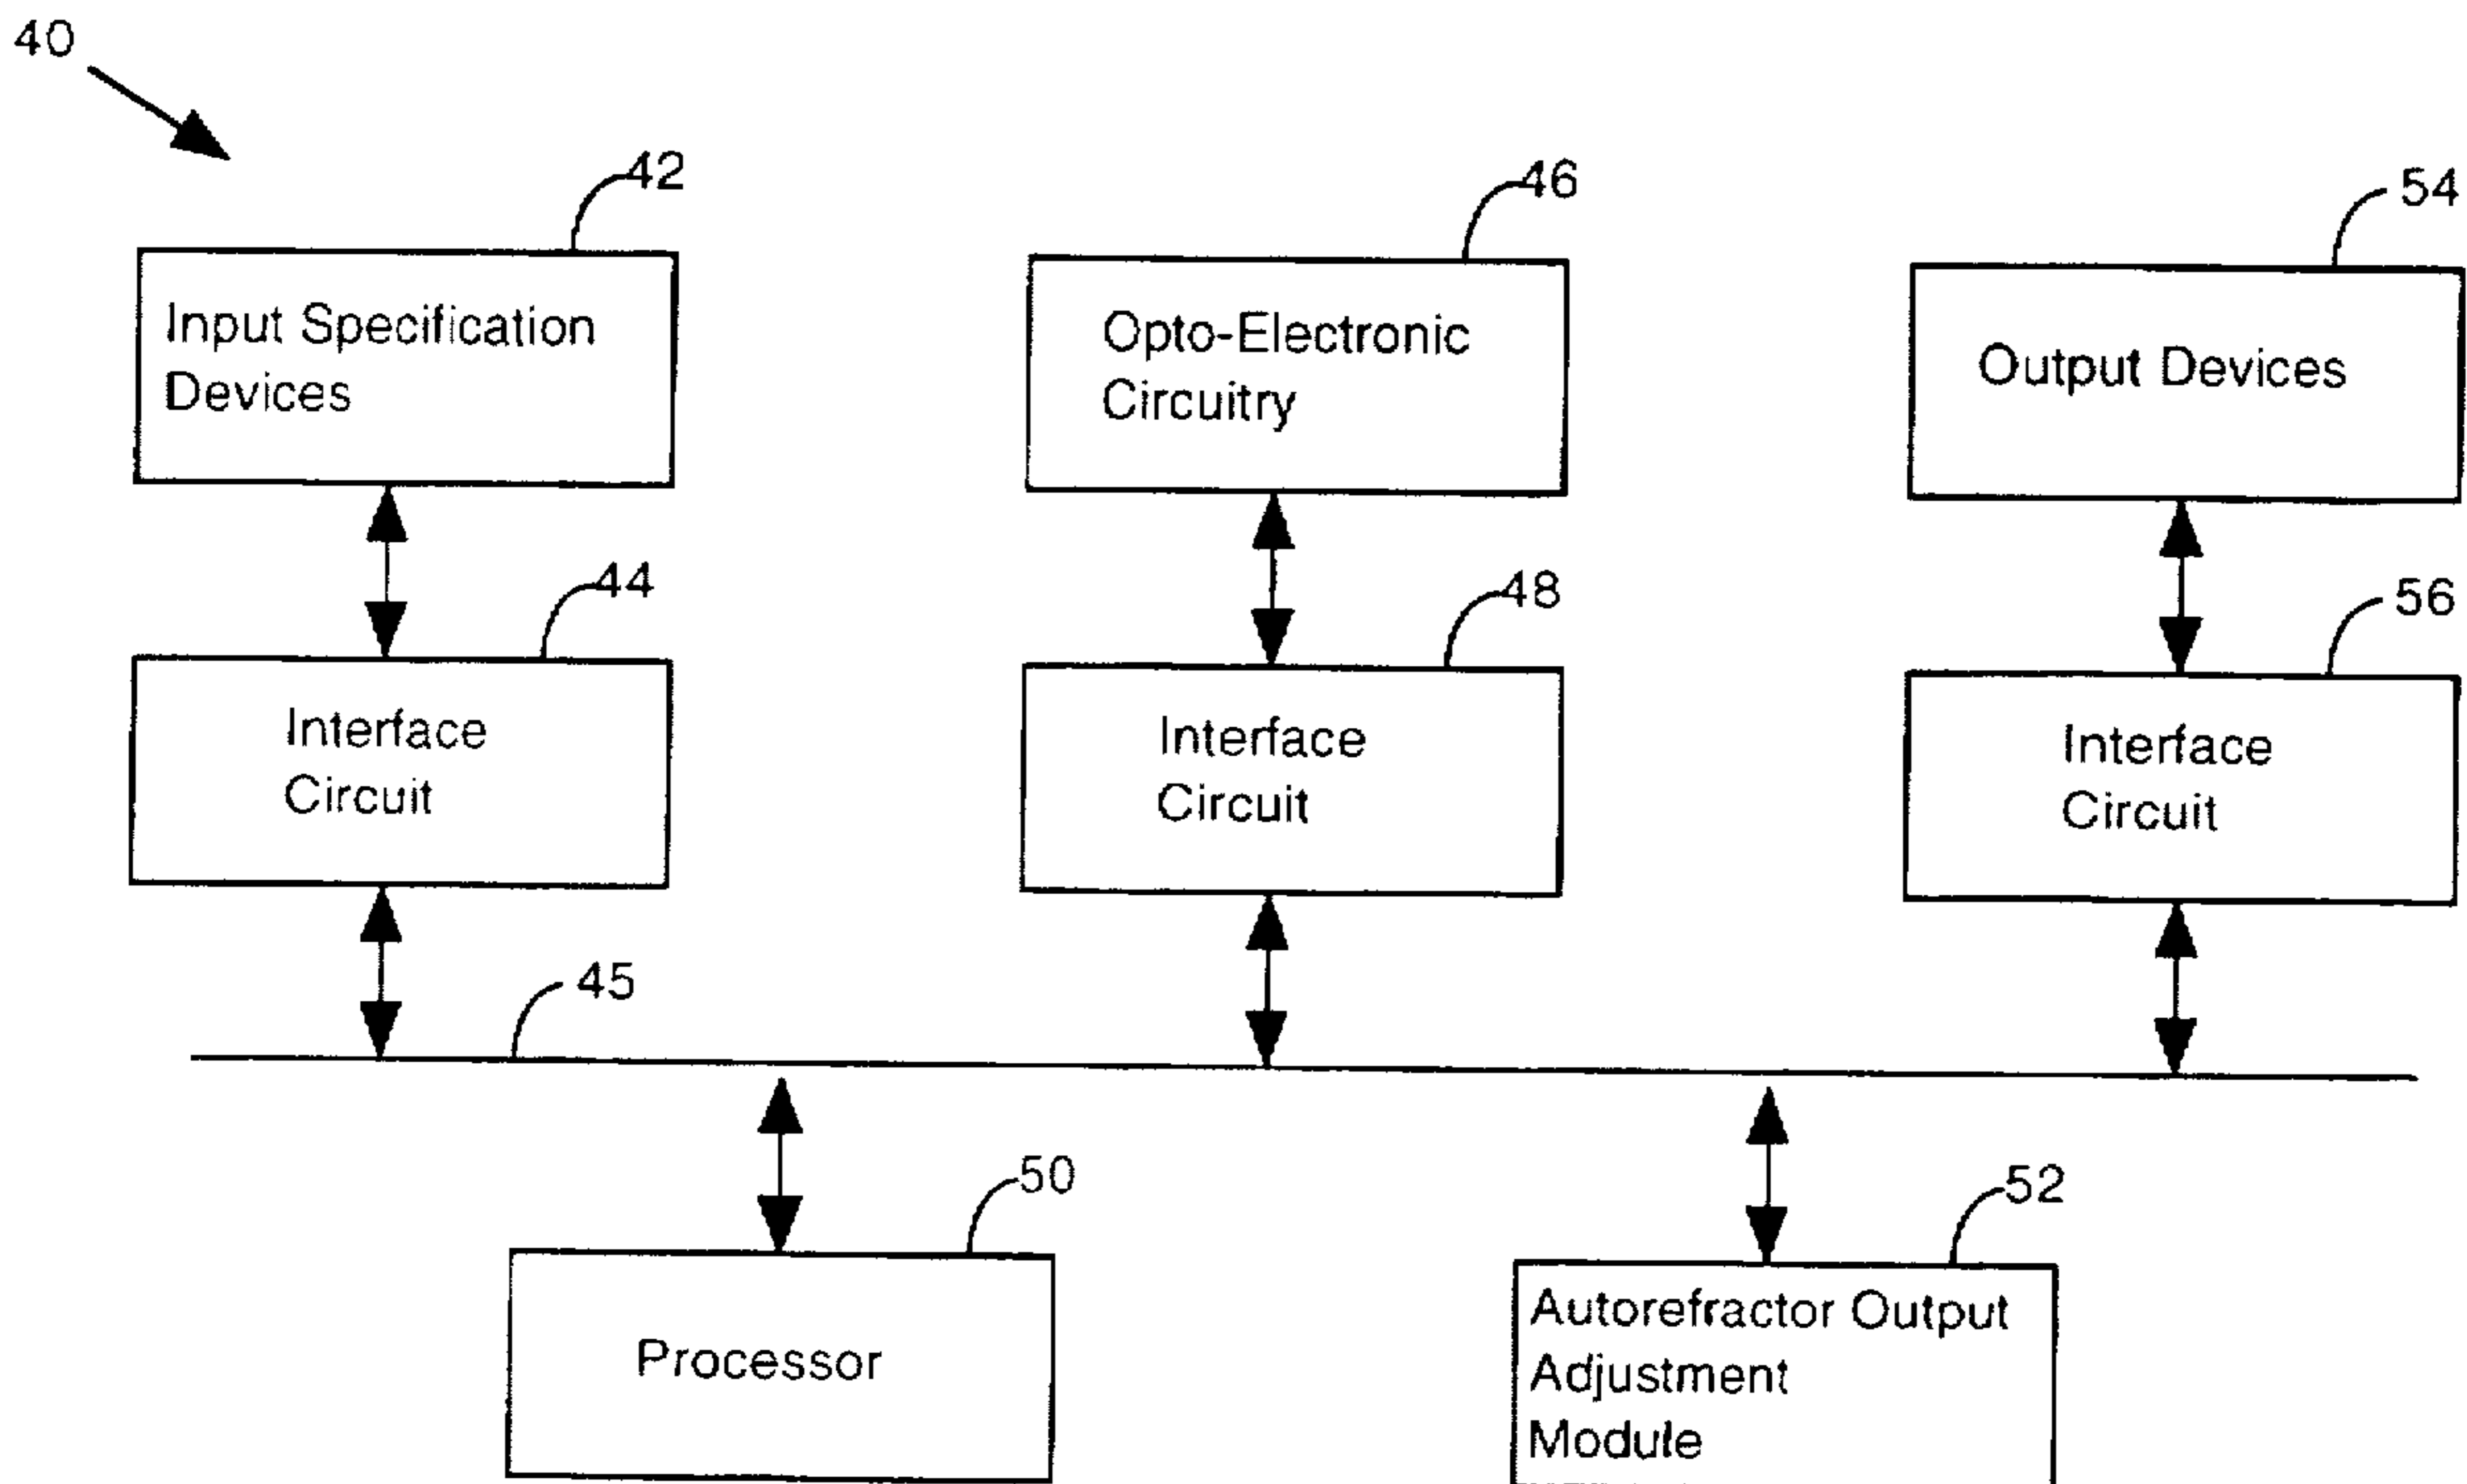 40
42
46
54
Input Specification
Devices
Opto-Electronic
Circuitry
Output Devices
44
48
56
Interface
Circuit
Interface
Circuit
Interface
Circuit
45
50
52
Processor
Autorefractor Output
Adjustment
Module